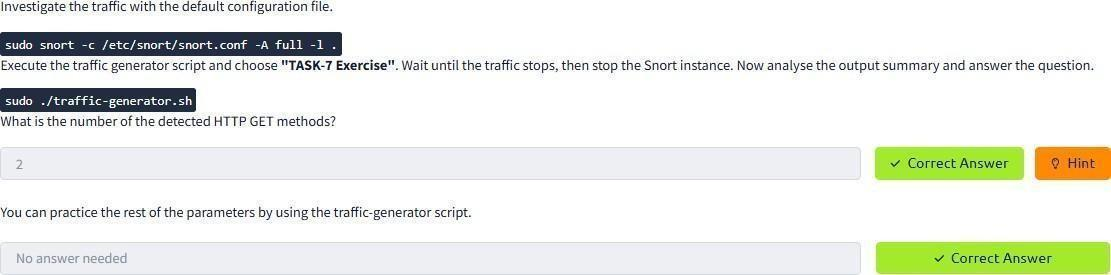 Investigate the traffic with the default configuration file.
sudo snort -c /etc/snort/snort.conf -A full -l .
Execute the traffic generator script and choose "TASK-7 Exercise". Wait until the traffic stops, then stop the Snort instance. Now analyse the output summary and answer the question.
sudo ./traffic-generator.sh
What is the number of the detected HTTP GET methods?
2
Correct Answer
Hint
You can practice the rest of the parameters by using the traffic-generator script.
No answer needed
Correct Answer